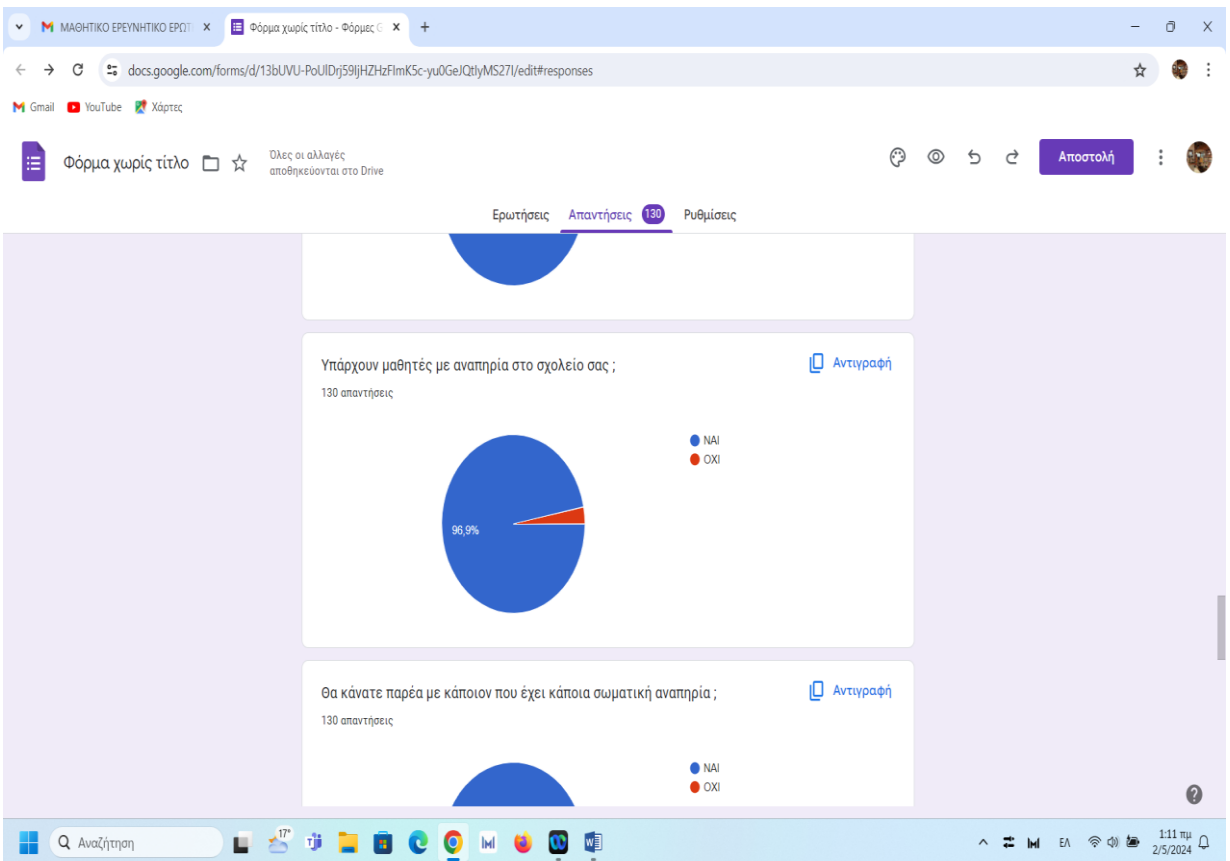 ΜΑΘΗΤΙΚΟ ΕΡΕΥΝΗΤΙΚΟ ΕΡΩΤ
Φόρμα χωρίς τίτλο - Φόρμες G
docs.google.com/forms/d/13bUVU-PoUlDrj59ljHZHzFlmK5c-yu0GeJQtlyMS27I/edit#responses
Gmail YouTube Χάρτες
Φόρμα χωρίς τίτλο
Όλες οι αλλαγές
αποθηκεύονται στο Drive
Αποστολή
Ερωτήσεις Απαντήσεις 130 Ρυθμίσεις
Υπάρχουν μαθητές με αναπηρία στο σχολείο σας ;
Αντιγραφή
130 απαντήσεις
ΝΑΙ
ΟΧΙ
96,9%
Θα κάνατε παρέα με κάποιον που έχει κάποια σωματική αναπηρία ;
Αντιγραφή
130 απαντήσεις
ΝΑΙ
ΟΧΙ
Αναζήτηση
17°
ΕΛ
1:11 πμ
2/5/2024